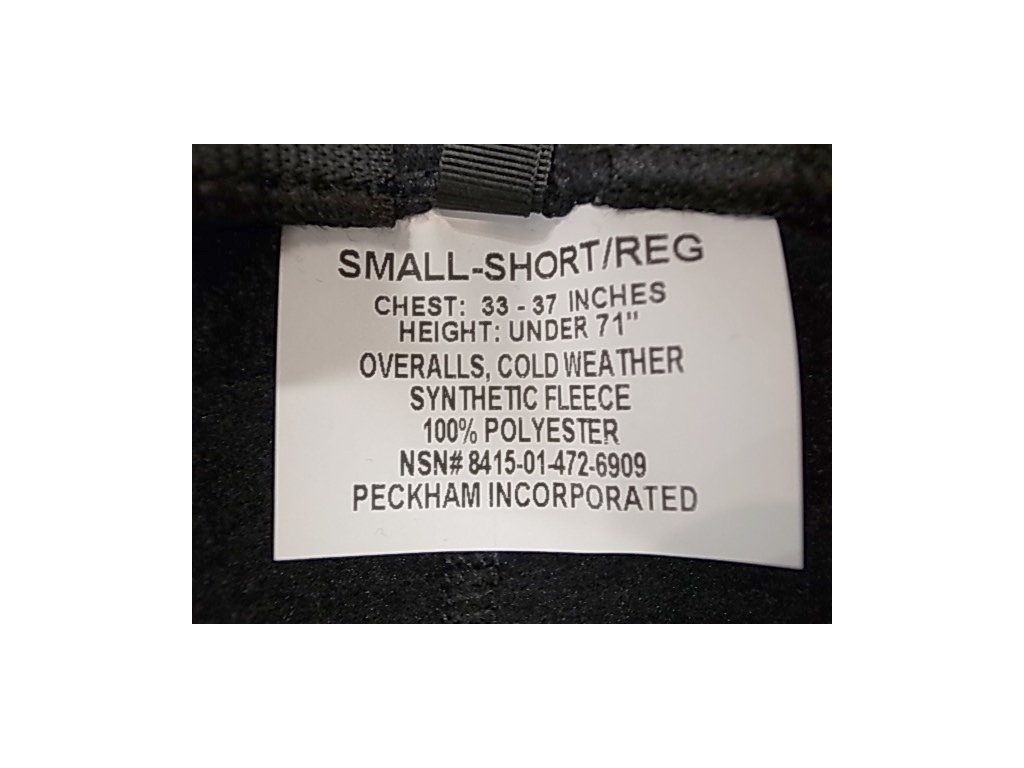 SMALL-SHORT/REG
CHEST: 33 - 37 INCHES
HEIGHT: UNDER 71"
OVERALLS, COLD WEATHER
SYNTHETIC FLEECE
100% POLYESTER
NSN# 8415-01-472-6909
PECKHAM INCORPORATED